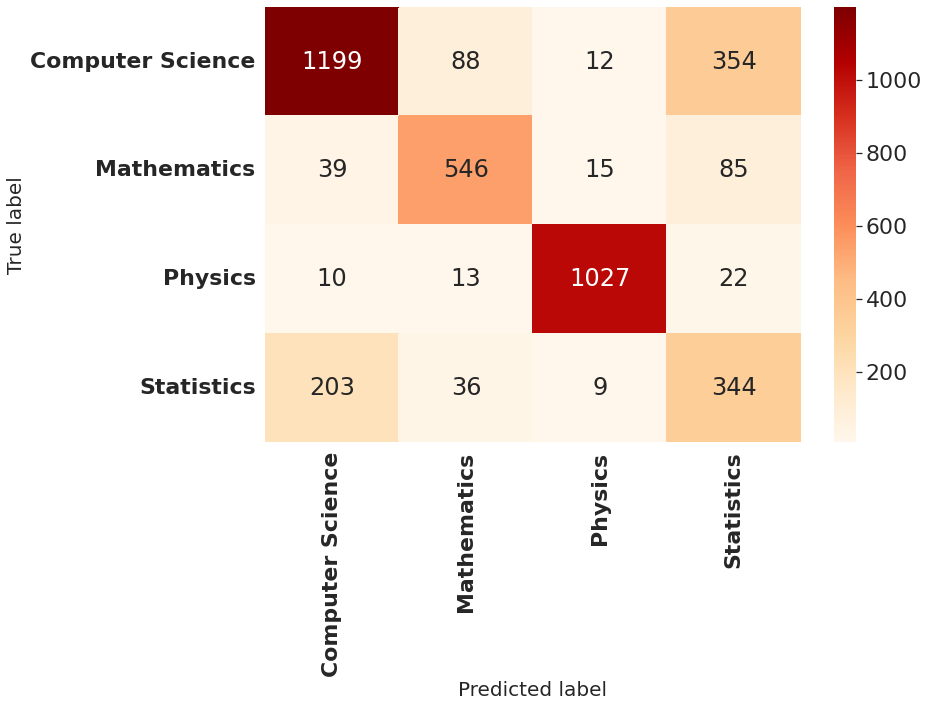 Computer Science 1199 88 12 354
Mathematics 39 546 15 85
Physics 10 13 1027 22
Statistics 203 36 9 344
True label
Computer Science
Mathematics
Physics
Statistics
Predicted label
1000
800
600
400
200